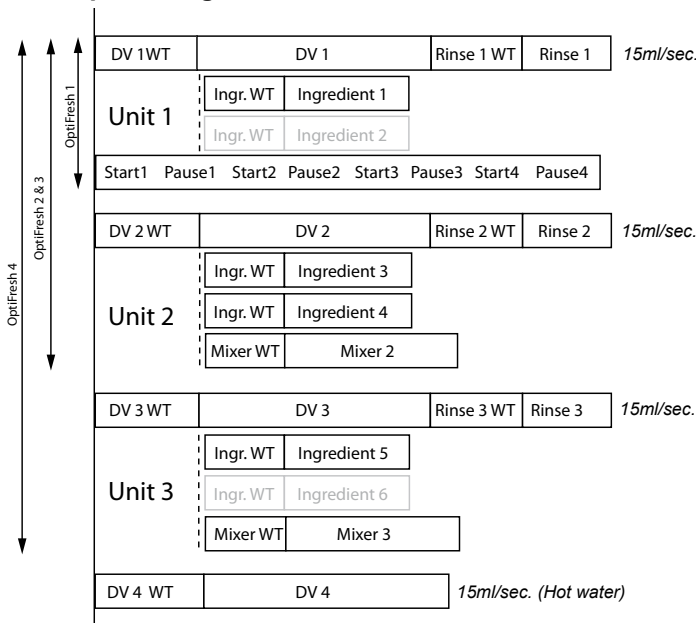 DV 1WT DV 1 Rinse 1 WT Rinse 1 15ml/sec.
OptiFresh 1
OptiFresh 2 & 3
OptiFresh 4
Unit 1
Ingr. WT Ingredient 1
Ingr. WT Ingredient 2
Start1 Pause1 Start2 Pause2 Start3 Pause3 Start4 Pause4
DV 2 WT DV 2 Rinse 2 WT Rinse 2 15ml/sec.
Unit 2
Ingr. WT Ingredient 3
Ingr. WT Ingredient 4
Mixer WT Mixer 2
DV 3 WT DV 3 Rinse 3 WT Rinse 3 15ml/sec.
Unit 3
Ingr. WT Ingredient 5
Ingr. WT Ingredient 6
Mixer WT Mixer 3
DV 4 WT DV 4 15ml/sec. (Hot water)